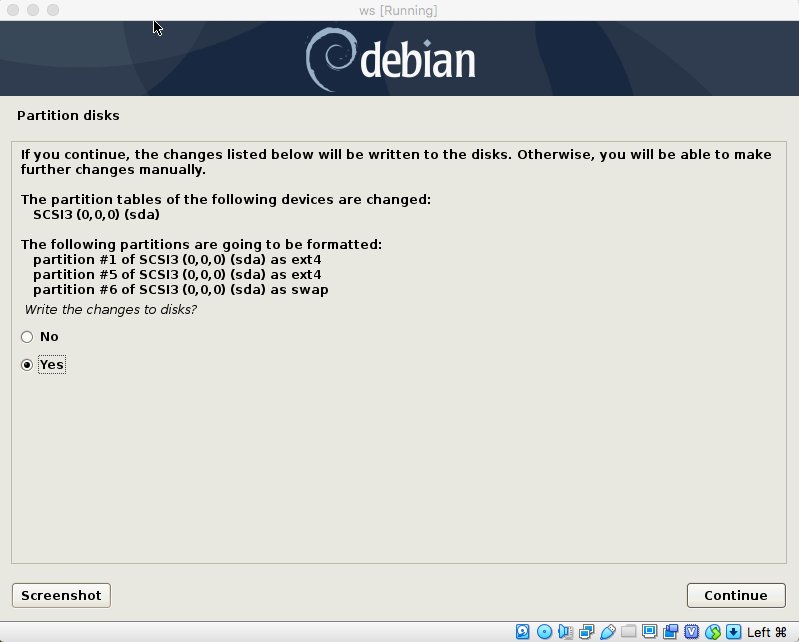 ws [Running]
debian
Partition disks
If you continue, the changes listed below will be written to the disks. Otherwise, you will be able to make
further changes manually.
The partition tables of the following devices are changed:
SCSI3 (0,0,0) (sda)
The following partitions are going to be formatted:
partition #1 of SCSI3 (0,0,0) (sda) as ext4
partition #5 of SCSI3 (0,0,0) (sda) as ext4
partition #6 of SCSI3 (0,0,0) (sda) as swap
Write the changes to disks?
No
Yes
Screenshot
Continue
Left ⌘